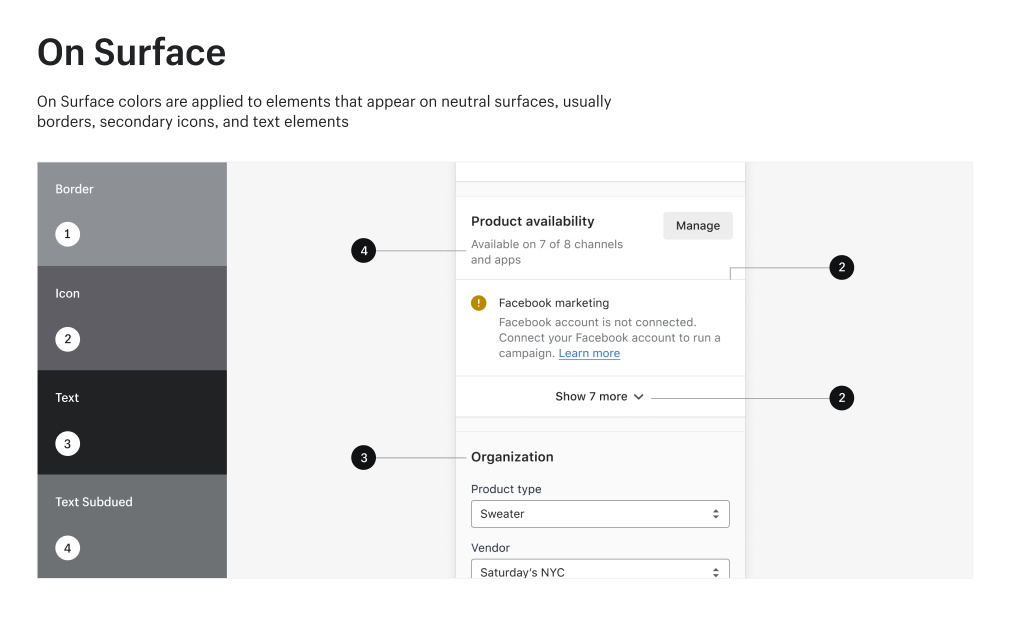 On Surface
On Surface colors are applied to elements that appear on neutral surfaces, usually
borders, secondary icons, and text elements
Border
1
Icon
2
Text
3
Text Subdued
4
Product availability
Manage
4
Available on 7 of 8 channels
and apps
2
Facebook marketing
Facebook account is not connected.
Connect your Facebook account to run a
campaign. Learn more
Show 7 more
2
3
Organization
Product type
Sweater
Vendor
Saturday's NYC